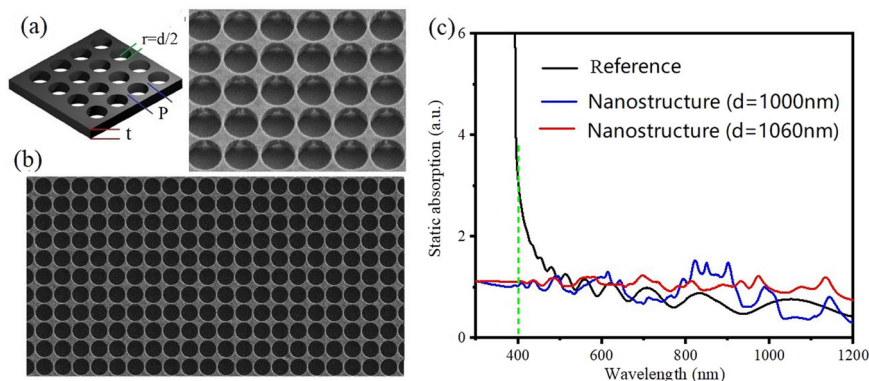 (a)
r=d/2
P
t
(b)
(c)
Reference
Nanostructure (d=1000nm)
Nanostructure (d=1060nm)
Static absorption (a.u.)
6
4
2
0
400
600
800
1000
1200
Wavelength (nm)